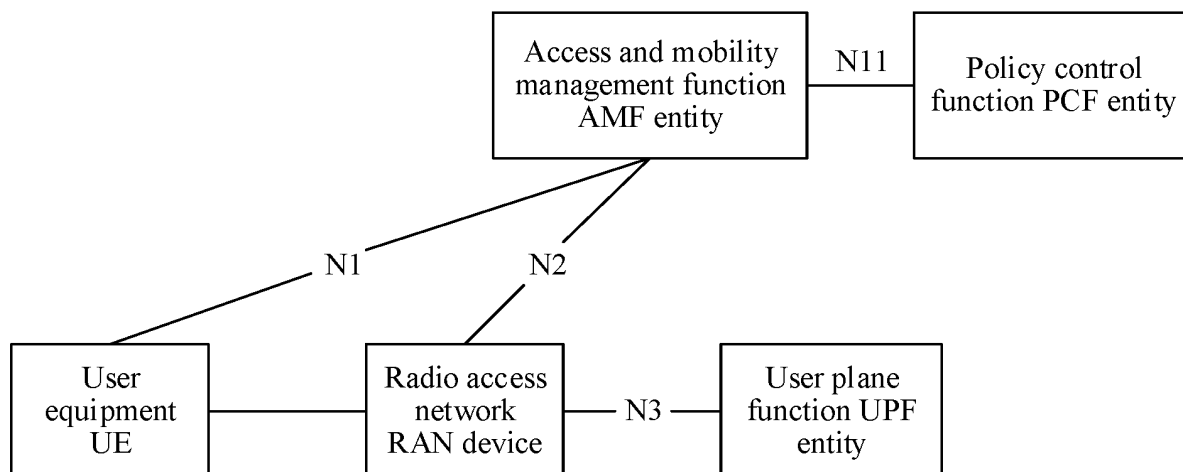 Access and mobility
management function
AMF entity
N11
Policy control
function PCF entity
N1
N2
User
equipment
UE
Radio access
network
RAN device
N3
User plane
function UPF
entity